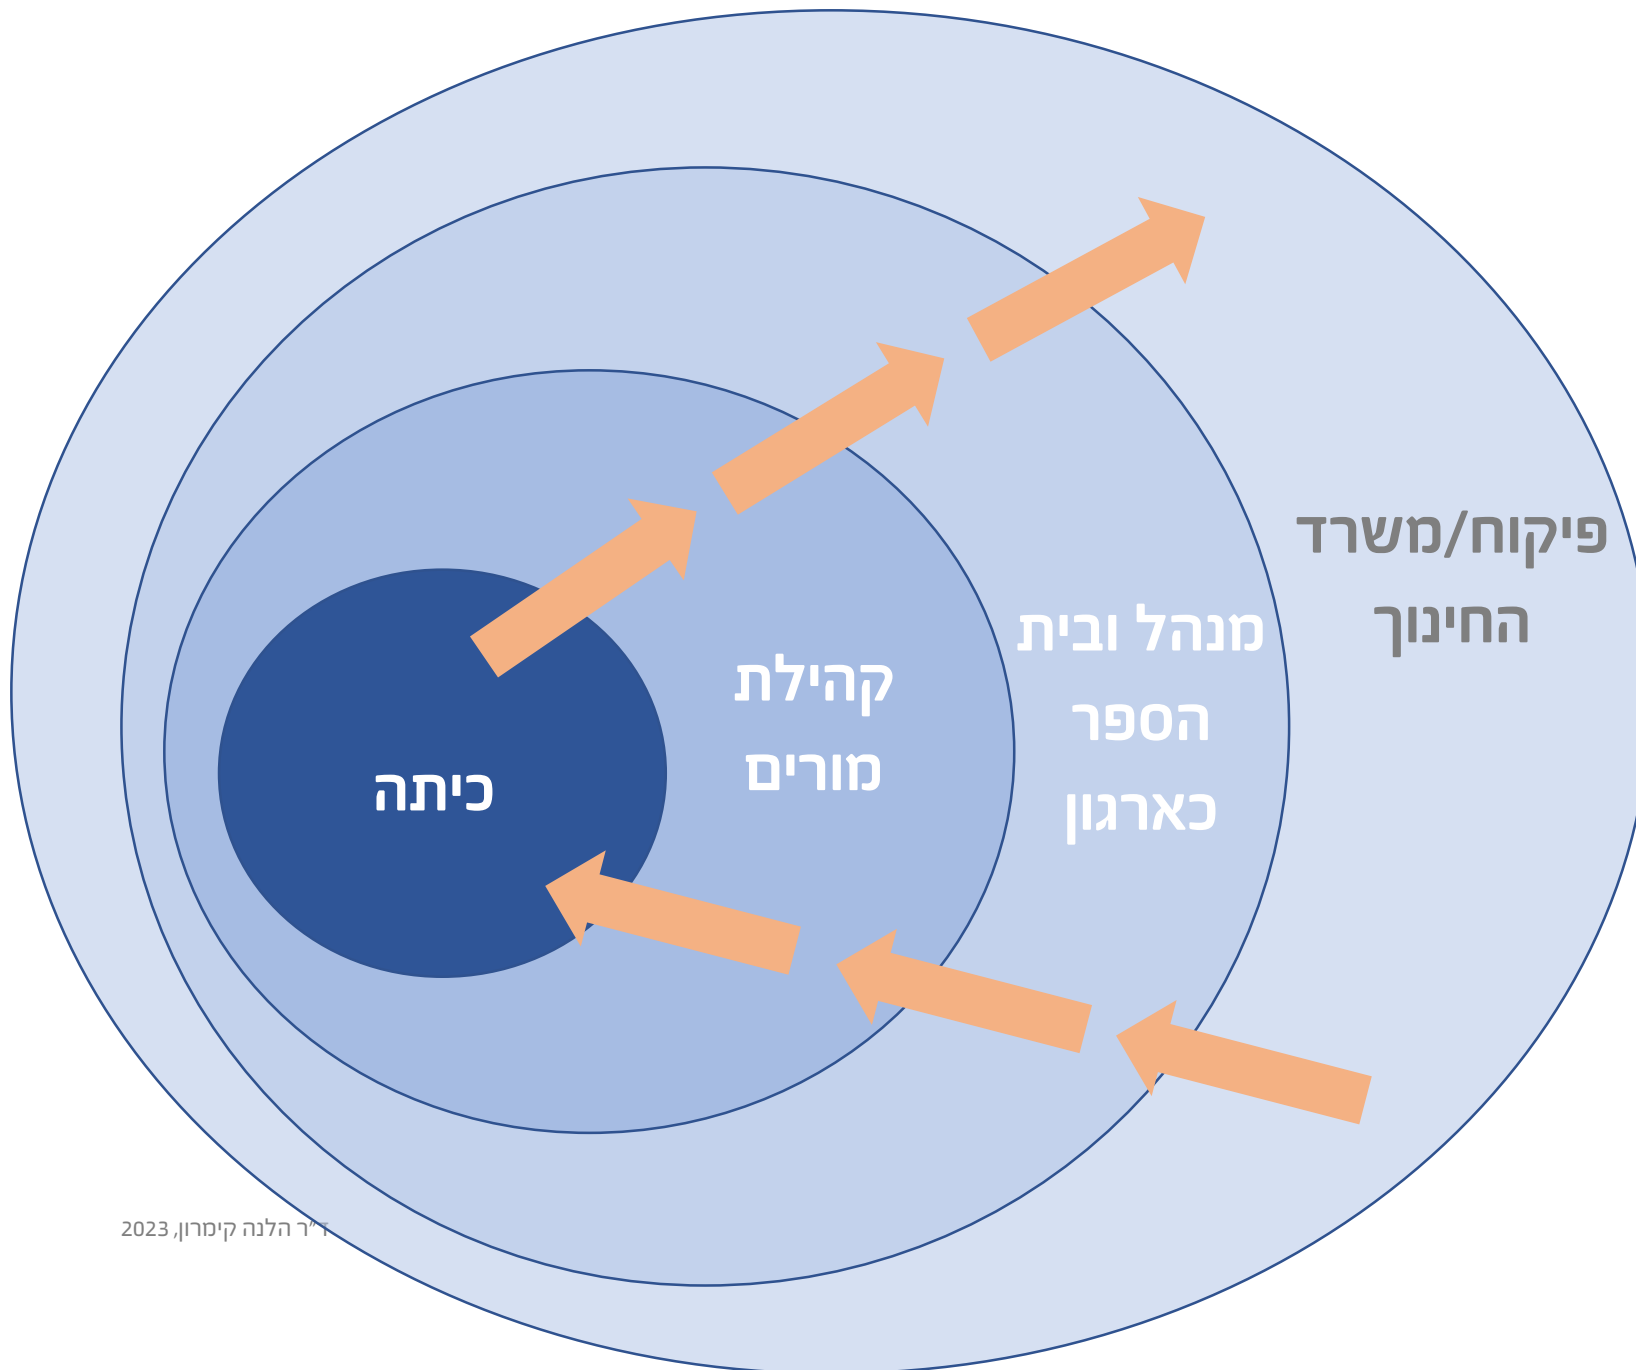 פיקוח/משרד
החינוך
מנהל ובית
הספר
כארגון
קהילת
מורים
כיתה
ד״ר הלנה קימרון, 2023